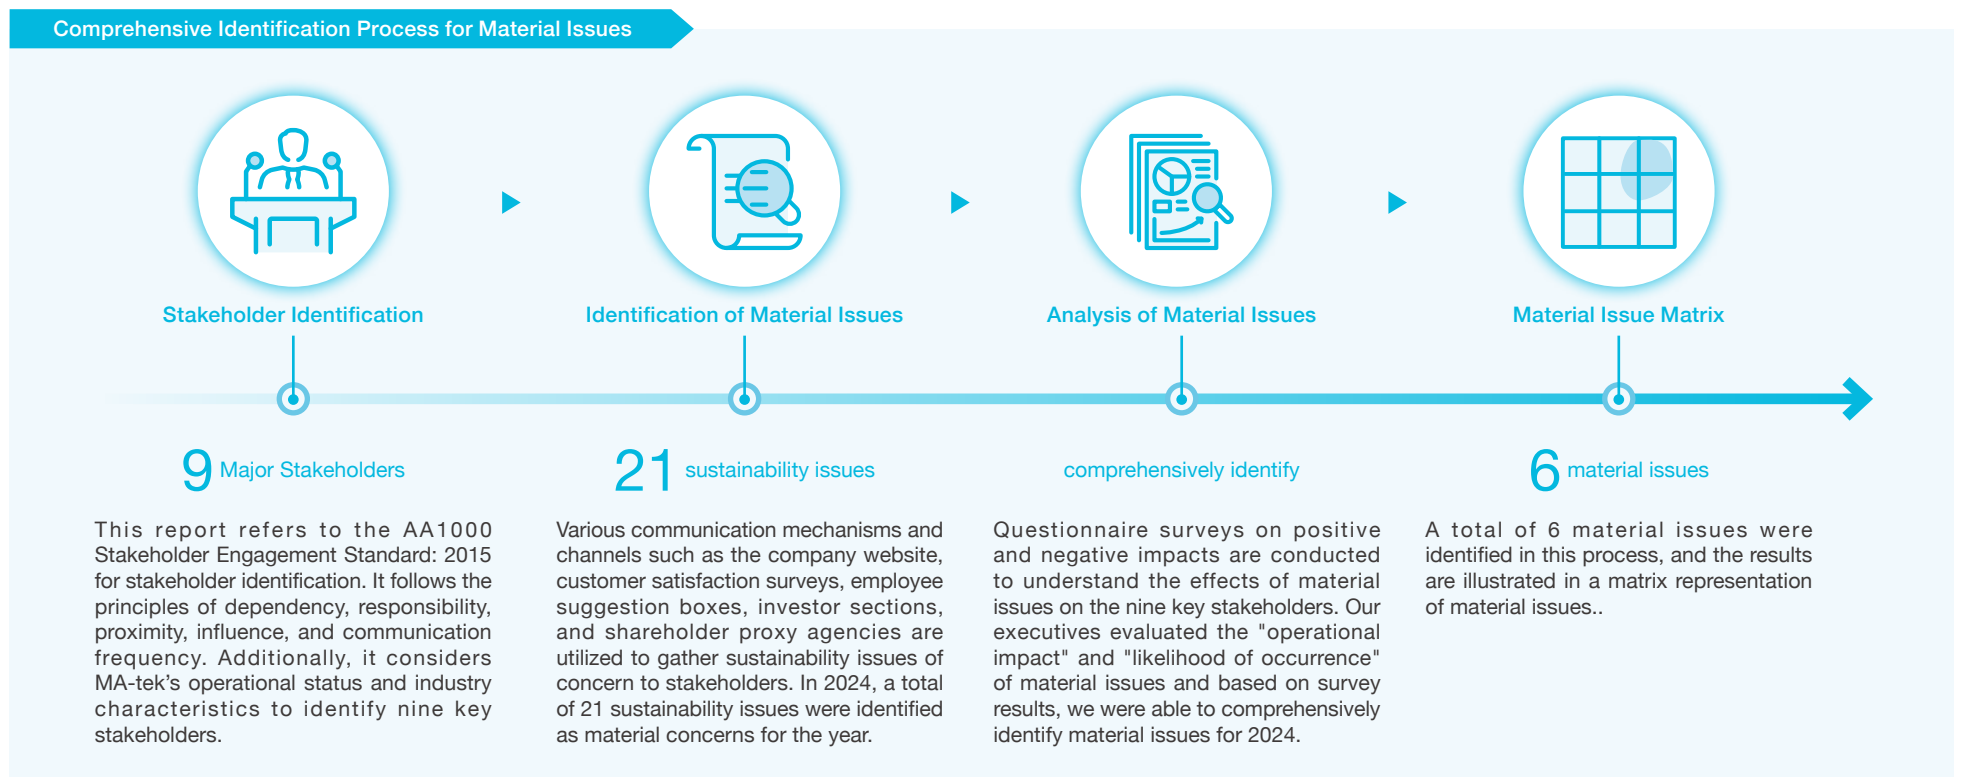 Comprehensive Identification Process for Material Issues
Stakeholder Identification
Identification of Material Issues
Analysis of Material Issues
Material Issue Matrix
9 Major Stakeholders
21 sustainability issues
comprehensively identify
6 material issues
This report refers to the AA1000
Stakeholder Engagement Standard: 2015
for stakeholder identification. It follows the
principles of dependency, responsibility,
proximity, influence, and communication
frequency. Additionally, it considers
MA-tek’s operational status and industry
characteristics to identify nine key
stakeholders.
Various communication mechanisms and
channels such as the company website,
customer satisfaction surveys, employee
suggestion boxes, investor sections,
and shareholder proxy agencies are
utilized to gather sustainability issues of
concern to stakeholders. In 2024, a total
of 21 sustainability issues were identified
as material concerns for the year.
Questionnaire surveys on positive
and negative impacts are conducted
to understand the effects of material
issues on the nine key stakeholders. Our
executives evaluated the "operational
impact" and "likelihood of occurrence"
of material issues and based on survey
results, we were able to comprehensively
identify material issues for 2024.
A total of 6 material issues were
identified in this process, and the results
are illustrated in a matrix representation
of material issues..